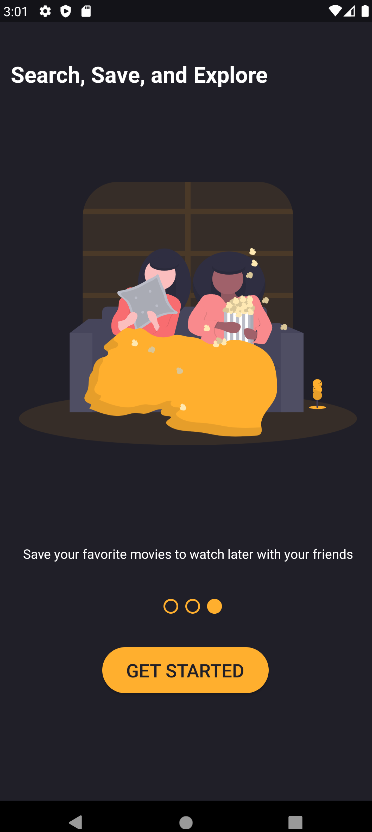 3:01
Search, Save, and Explore
Save your favorite movies to watch later with your friends
GET STARTED